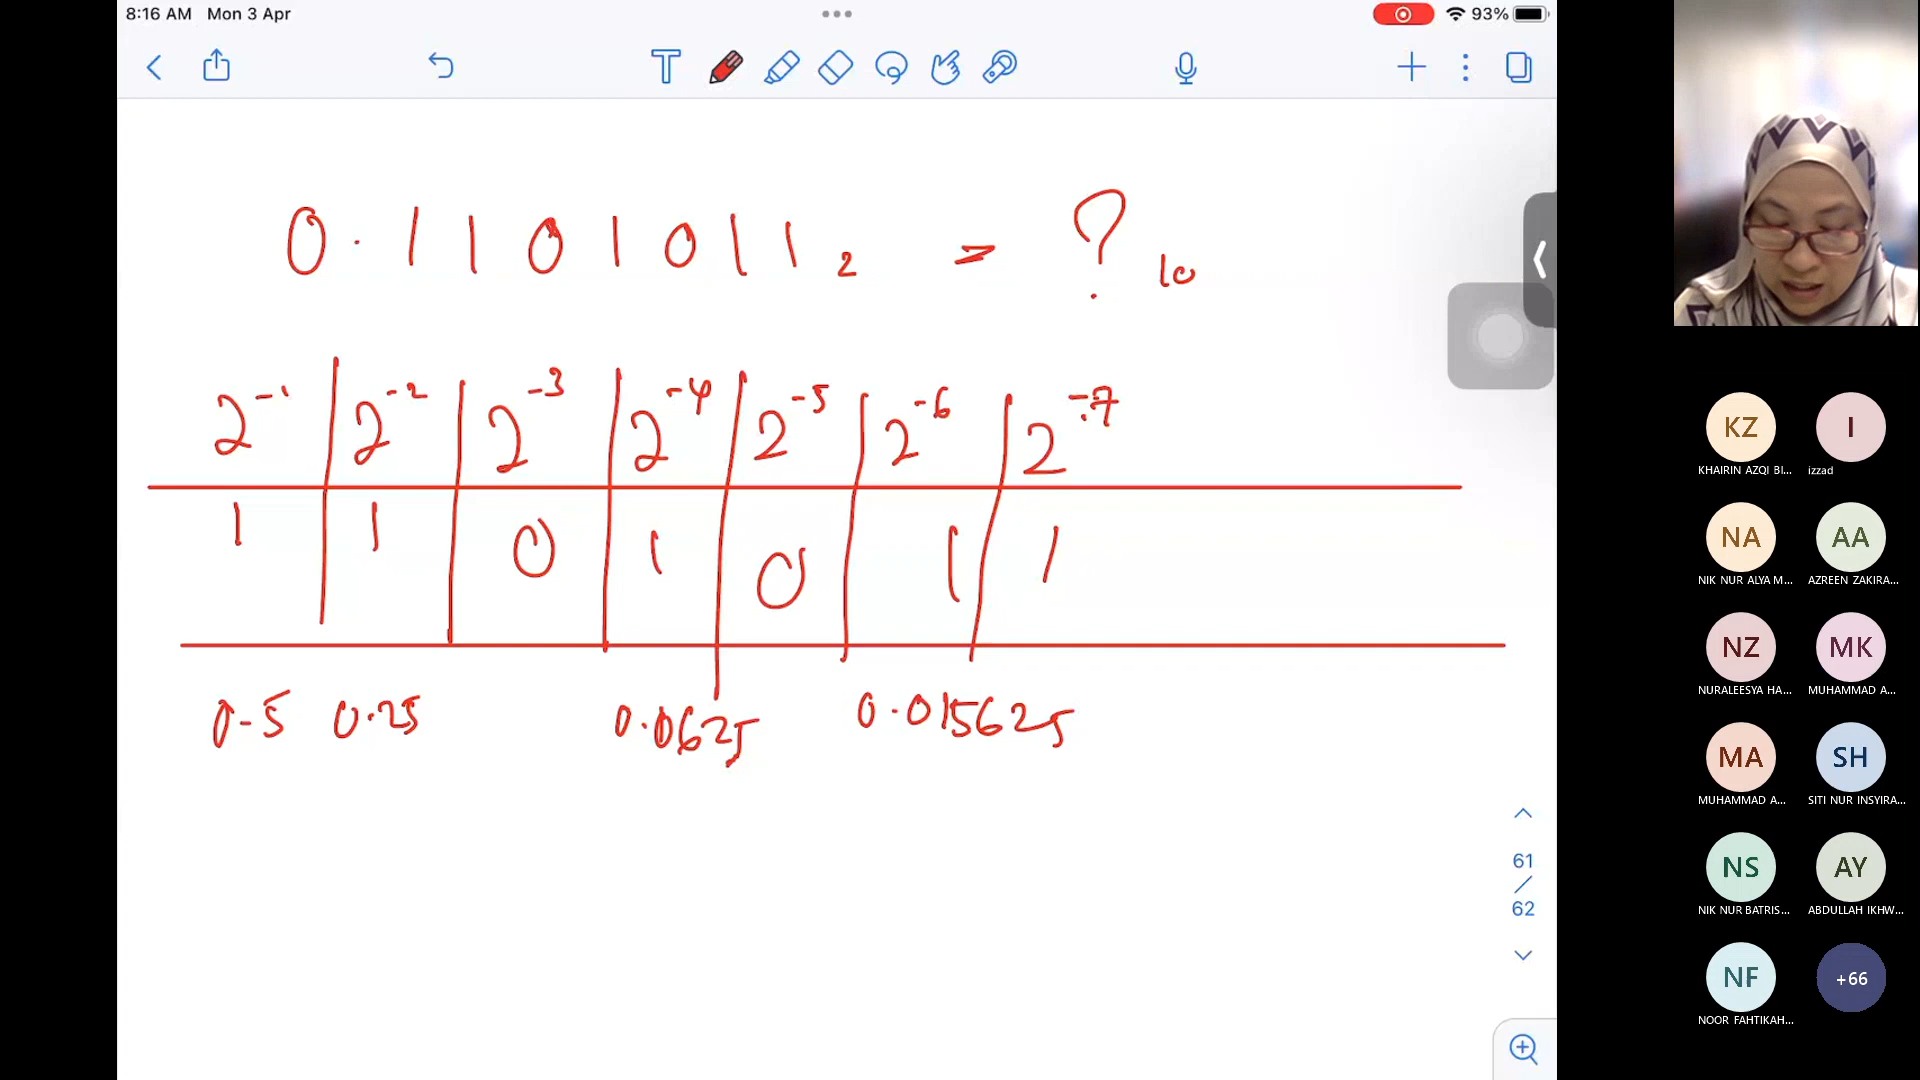 8:16 AM Mon 3 Apr
93%
T
0.1101011₂ = ?₁₀
2⁻¹ 2⁻² 2⁻³ 2⁻⁴ 2⁻⁵ 2⁻⁶ 2⁻⁷
1 1 0 1 0 1 1
0.5 0.25 0.0625 0.015625
61
/
62
KZ I
KHAIRIN AZQI BI... izzad
NA AA
NIK NUR ALYA M... AZREEN ZAKIRA...
NZ MK
NURALEESYA HA... MUHAMMAD A...
MA SH
MUHAMMAD A... SITI NUR INSYIRA...
NS AY
NIK NUR BATRIS... ABDULLAH IKHW...
NF +66
NOOR FAHTIKAH...